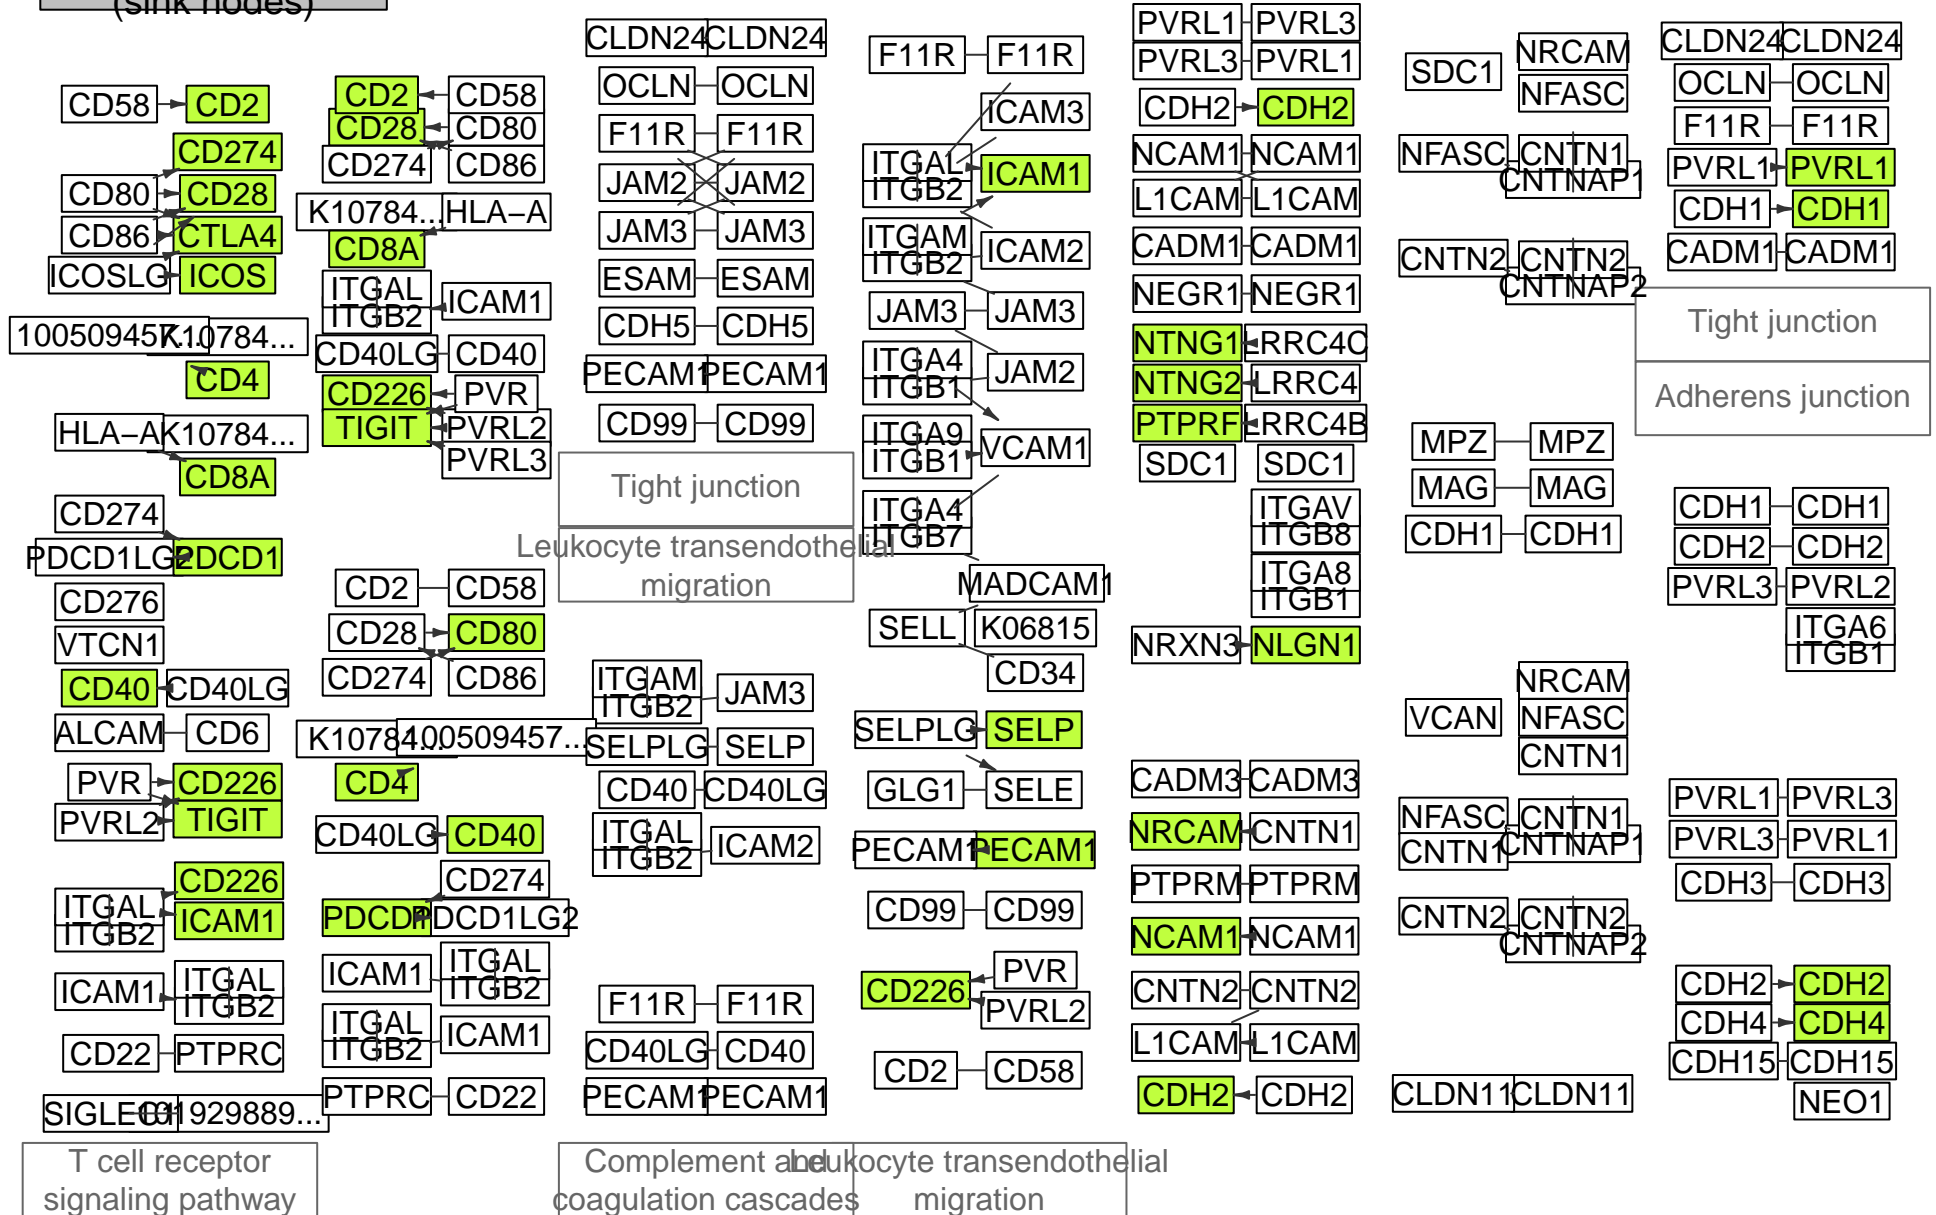 (sink nodes)
CD58 CD2
CD274
CD80 CD28
CD86 CTLA4
ICOSLG ICOS
100509457... K10784...
CD4
HLA−A K10784...
CD8A
CD274
PDCD1LG2 PDCD1
CD276
VTCN1
CD40 CD40LG
ALCAM CD6
PVR CD226
PVRL2 TIGIT
CD226
ITGAL
ITGB2 ICAM1
ICAM1 ITGAL
ITGB2
CD22 PTPRC
SIGLEC1 101929889...
T cell receptor
signaling pathway
CD2 CD58
CD28 CD80
CD274 CD86
K10784... HLA−A
CD8A
ITGAL
ITGB2 ICAM1
CD40LG CD40
CD226 PVR
TIGIT PVRL2
PVRL3
CD2 CD58
CD28 CD80
CD274 CD86
K10784... 100509457...
CD4
CD40LG CD40
CD274
PDCD1 PDCD1LG2
ICAM1 ITGAL
ITGB2
ITGAL
ITGB2 ICAM1
PTPRC CD22
CLDN24 CLDN24
OCLN OCLN
F11R F11R
JAM2 JAM2
JAM3 JAM3
ESAM ESAM
CDH5 CDH5
PECAM1 PECAM1
CD99 CD99
Tight junction
Leukocyte transendothelial
migration
ITGAM
ITGB2 JAM3
SELPLG SELP
CD40 CD40LG
ITGAL
ITGB2 ICAM2
F11R F11R
CD40LG CD40
PECAM1 PECAM1
Complement and
coagulation cascades
F11R F11R
ICAM3
ITGAL
ITGB2 ICAM1
ITGAM
ITGB2 ICAM2
JAM3 JAM3
ITGA4
ITGB1 JAM2
ITGA9
ITGB1 VCAM1
ITGA4
ITGB7
MADCAM1
SELL K06815
CD34
SELPLG SELP
GLG1 SELE
PECAM1 PECAM1
CD99 CD99
PVR
CD226
PVRL2
CD2 CD58
Leukocyte transendothelial
migration
PVRL1 PVRL3
PVRL3 PVRL1
CDH2 CDH2
NCAM1 NCAM1
L1CAM L1CAM
CADM1 CADM1
NEGR1 NEGR1
NTNG1 LRRC4C
NTNG2 LRRC4
PTPRF LRRC4B
SDC1 SDC1
ITGAV
ITGB8
ITGA8
ITGB1
NRXN3 NLGN1
CADM3 CADM3
NRCAM CNTN1
PTPRM PTPRM
NCAM1 NCAM1
CNTN2 CNTN2
L1CAM L1CAM
CDH2 CDH2
SDC1 NRCAM
NFASC
NFASC CNTN1
CNTNAP1
CNTN2 CNTN2
CNTNAP2
MPZ MPZ
MAG MAG
CDH1 CDH1
NRCAM
VCAN NFASC
CNTN1
NFASC CNTN1
CNTN1 CNTNAP1
CNTN2 CNTN2
CNTNAP2
CLDN11 CLDN11
CLDN24 CLDN24
OCLN OCLN
F11R F11R
PVRL1 PVRL1
CDH1 CDH1
CADM1 CADM1
Tight junction
Adherens junction
CDH1 CDH1
CDH2 CDH2
PVRL3 PVRL2
ITGA6
ITGB1
PVRL1 PVRL3
PVRL3 PVRL1
CDH3 CDH3
CDH2 CDH2
CDH4 CDH4
CDH15 CDH15
NEO1